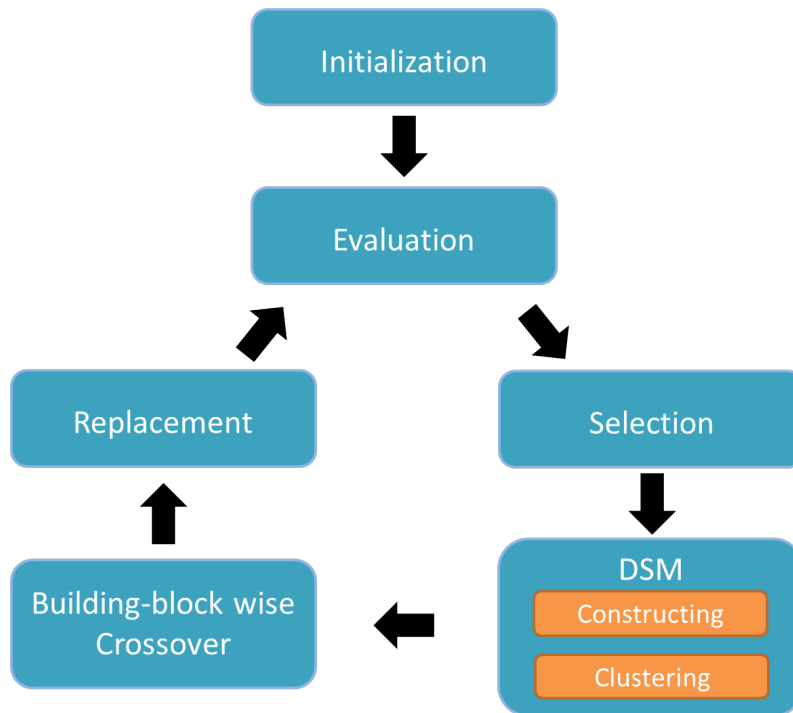 Initialization
Evaluation
Replacement
Selection
Building-block wise
Crossover
DSM
Constructing
Clustering